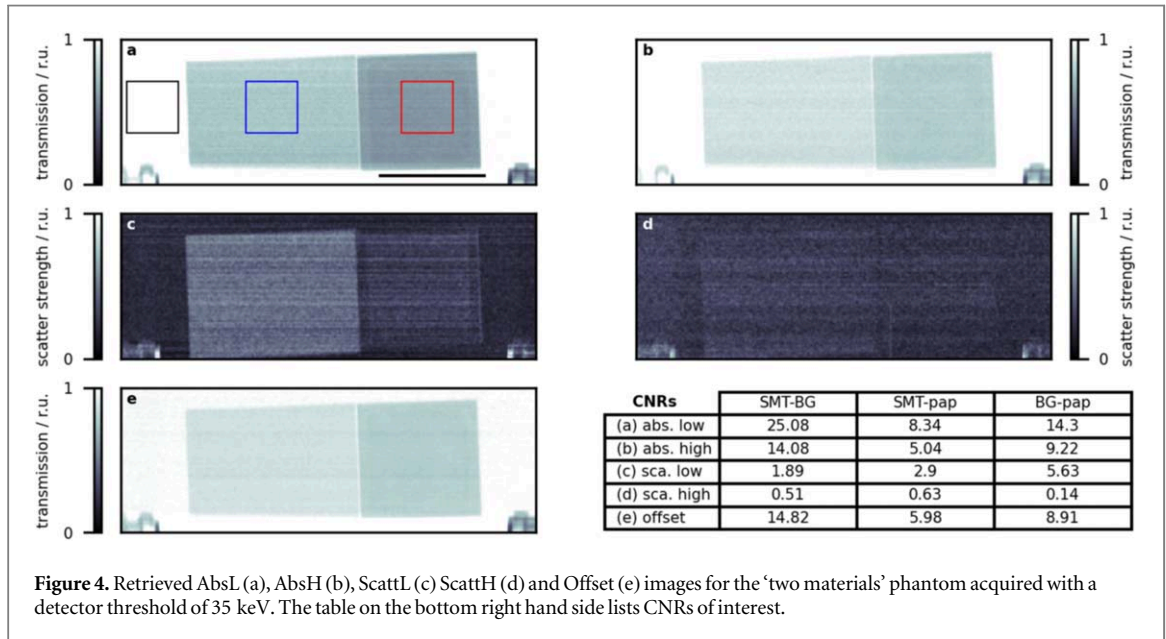 1
transmission / r.u.
0
a
b
1
transmission / r.u.
0
1
scatter strength / r.u.
0
c
d
1
scatter strength / r.u.
0
1
transmission / r.u.
0
e
CNRs SMT-BG SMT-pap BG-pap
(a) abs. low 25.08 8.34 14.3
(b) abs. high 14.08 5.04 9.22
(c) sca. low 1.89 2.9 5.63
(d) sca. high 0.51 0.63 0.14
(e) offset 14.82 5.98 8.91
Figure 4. Retrieved AbsL (a), AbsH (b), ScattL (c) ScattH (d) and Offset (e) images for the ‘two materials’ phantom acquired with a
detector threshold of 35 keV. The table on the bottom right hand side lists CNRs of interest.